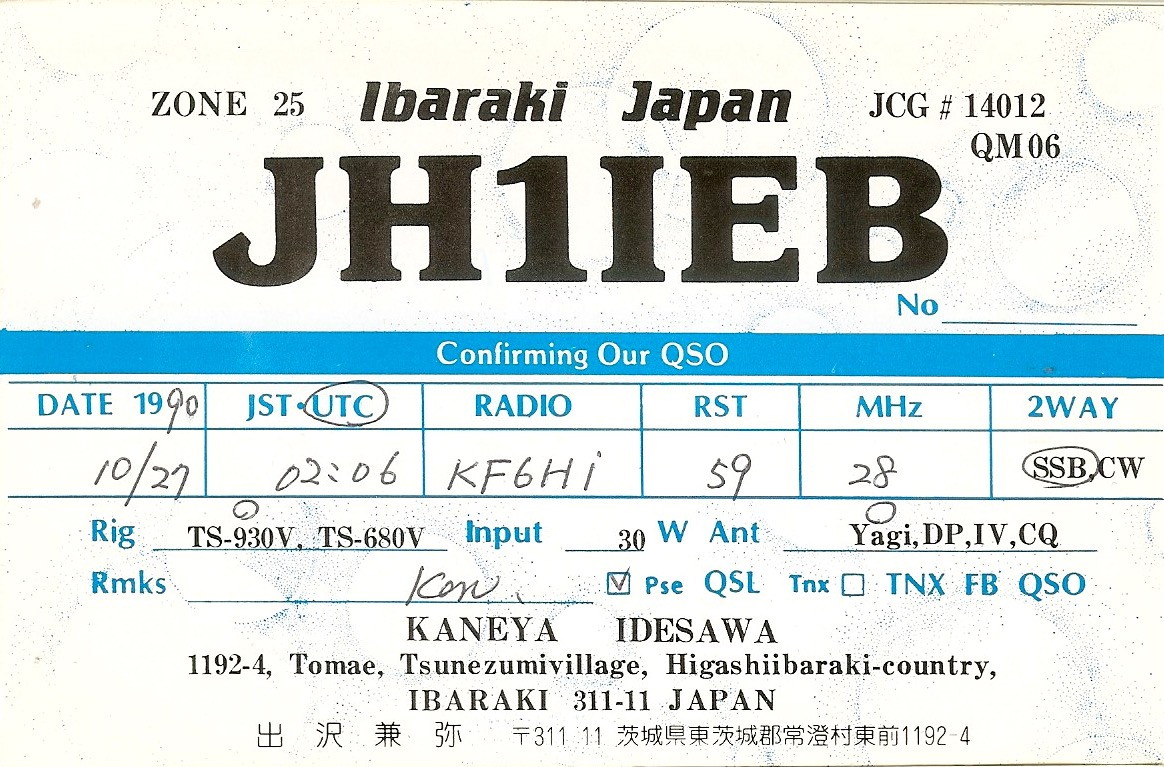 ZONE 25 Ibaraki Japan JCG # 14012
QM06
JH1IEB
No
Confirming Our QSO
DATE 1990 JST・UTC RADIO RST MHz 2WAY
10/27 02:06 KF6Hi 59 28 SSB,CW
Rig TS-930V, TS-680V Input 30 W Ant Yagi,DP,IV,CQ
Rmks Ken. Pse QSL Tnx TNX FB QSO
KANEYA IDESAWA
1192-4, Tomae, Tsunezumivillage, Higashiibaraki-country,
IBARAKI 311-11 JAPAN
出沢兼弥 〒311 11 茨城県東茨城郡常澄村東前1192-4